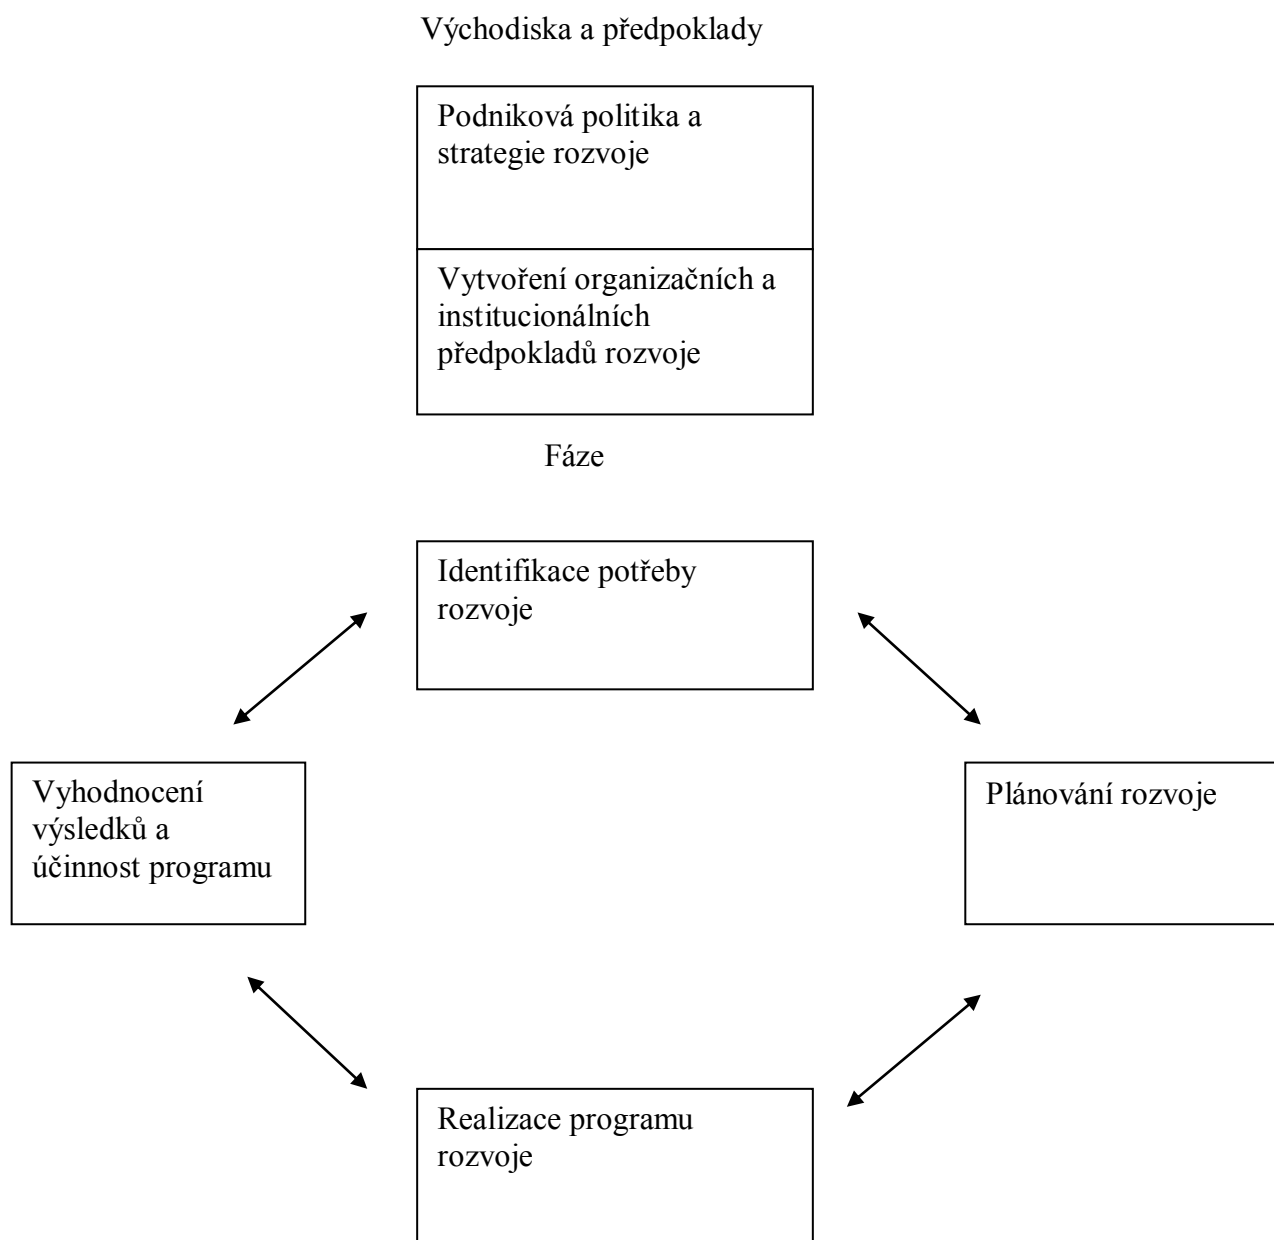 Východiska a předpoklady
Podniková politika a
strategie rozvoje
Vytvoření organizačních a
institucionálních
předpokladů rozvoje
Fáze
Identifikace potřeby
rozvoje
Vyhodnocení
výsledků a
účinnost programu
Plánování rozvoje
Realizace programu
rozvoje